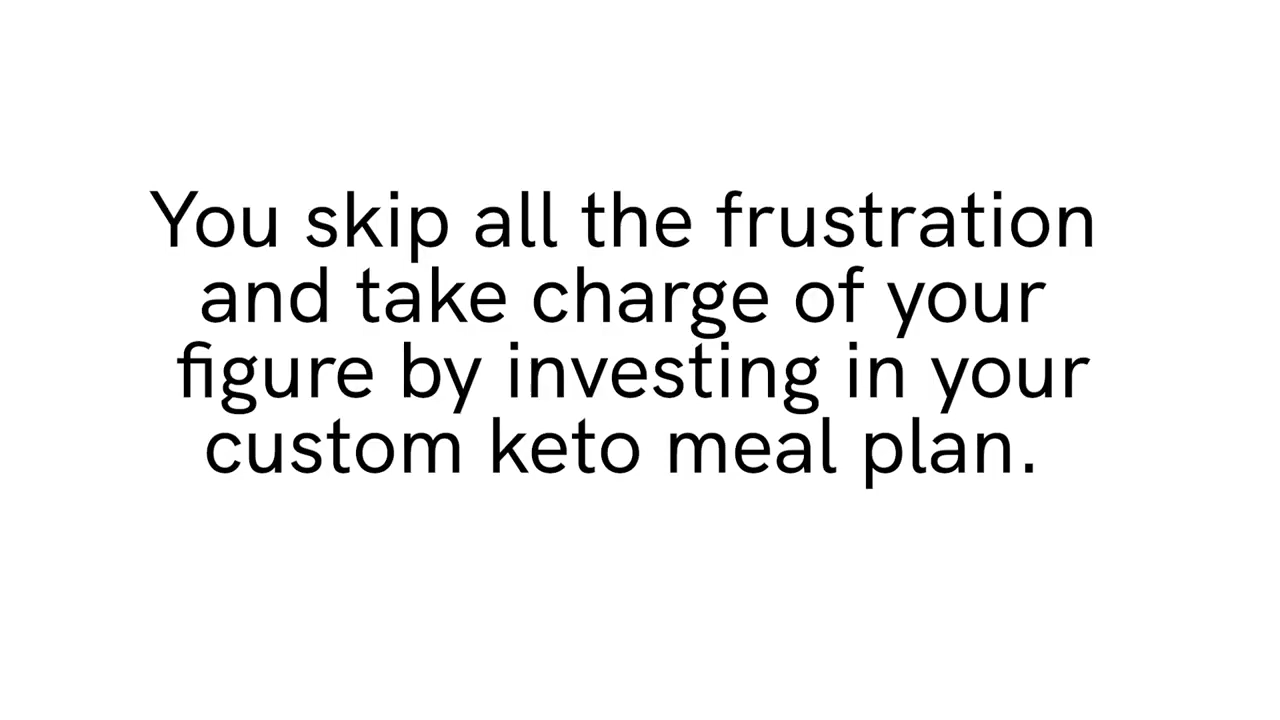 You skip all the frustration
and take charge of your
figure by investing in your
custom keto meal plan.